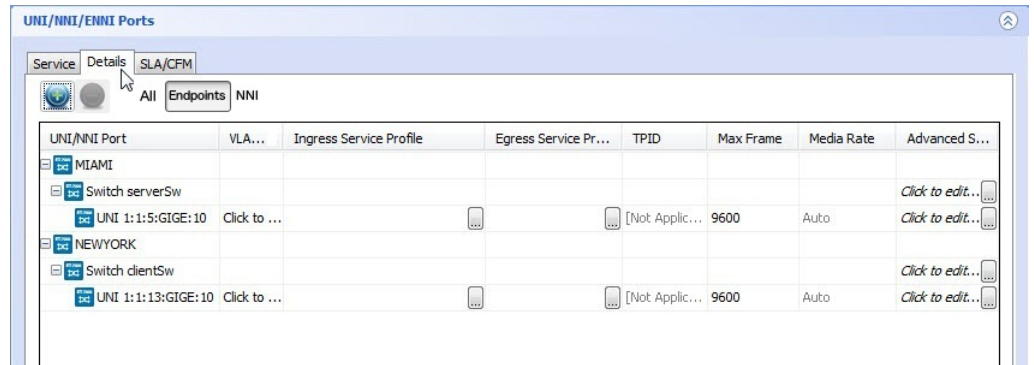 UNI/NNI/ENNI Ports
Service Details SLA/CFM
All Endpoints NNI
UNI/NNI Port VLA... Ingress Service Profile Egress Service Pr... TPID Max Frame Media Rate Advanced S...
MIAMI
Switch serverSw Click to edit... ...
UNI 1:1:5:GIGE:10 Click to ... ... ... [Not Applic... 9600 Auto Click to edit... ...
NEWYORK
Switch clientSw Click to edit... ...
UNI 1:1:13:GIGE:10 Click to ... ... ... [Not Applic... 9600 Auto Click to edit... ...